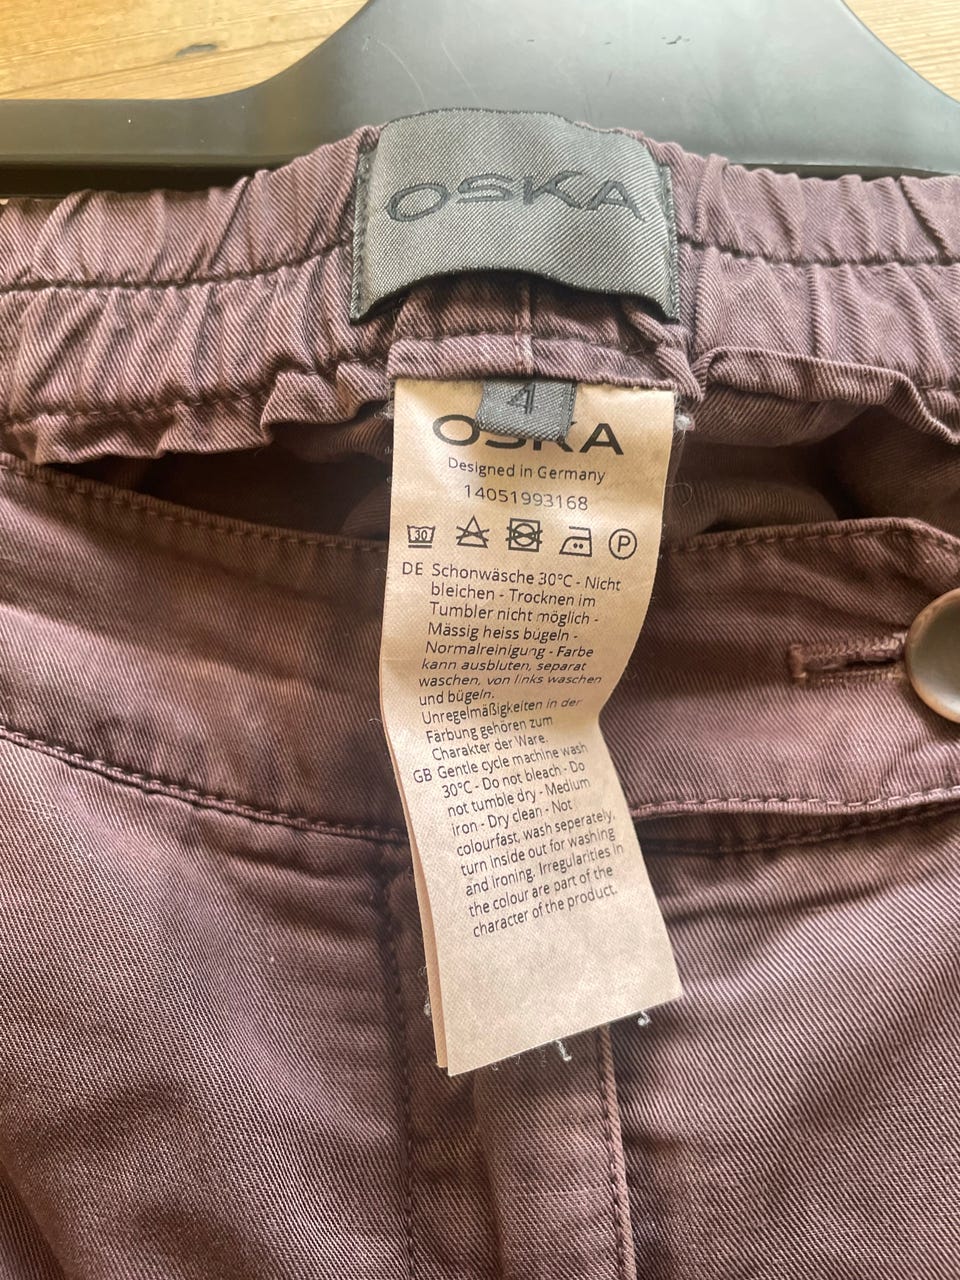 OSKA
4
OSKA
Designed in Germany
14051993168
30
P
DE Schonwäsche 30°C - Nicht
bleichen - Trocknen im
Tumbler nicht möglich -
Mässig heiss bügeln -
Normalreinigung - Farbe
kann ausbluten, separat
waschen, von links waschen
und bügeln.
Unregelmäßigkeiten in der
Färbung gehören zum
Charakter der Ware.
GB Gentle cycle machine wash
30°C - Do not bleach - Do
not tumble dry - Medium
iron - Dry clean - Not
colourfast, wash seperately,
turn inside out for washing
and ironing. Irregularities in
the colour are part of the
character of the product.